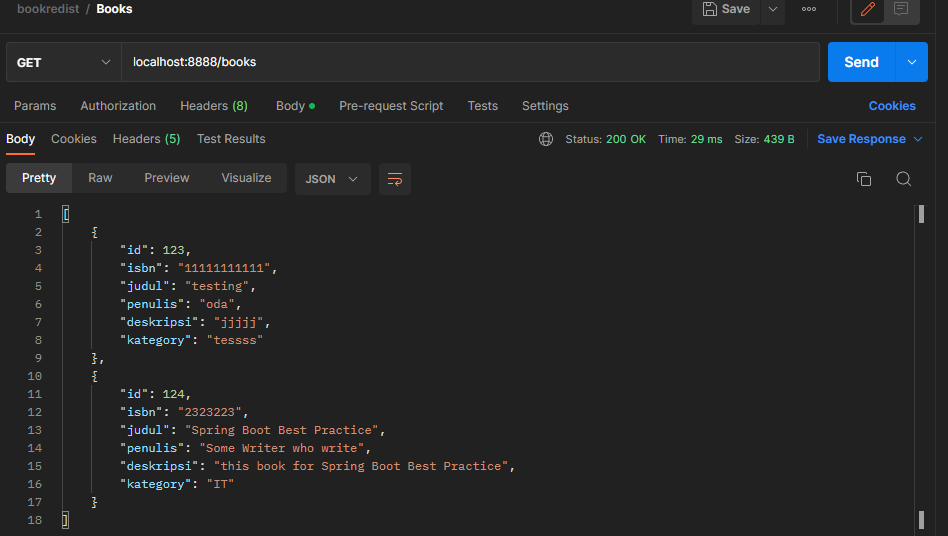 bookredist / Books
Save
GET
localhost:8888/books
Send
Params Authorization Headers (8) Body Pre-request Script Tests Settings Cookies
Body Cookies Headers (5) Test Results Status: 200 OK Time: 29 ms Size: 439 B Save Response
Pretty Raw Preview Visualize JSON
1 [
2 {
3 "id": 123,
4 "isbn": "11111111111",
5 "judul": "testing",
6 "penulis": "oda",
7 "deskripsi": "jjjjj",
8 "kategory": "tessss"
9 },
10 {
11 "id": 124,
12 "isbn": "2323223",
13 "judul": "Spring Boot Best Practice",
14 "penulis": "Some Writer who write",
15 "deskripsi": "this book for Spring Boot Best Practice",
16 "kategory": "IT"
17 }
18 ]